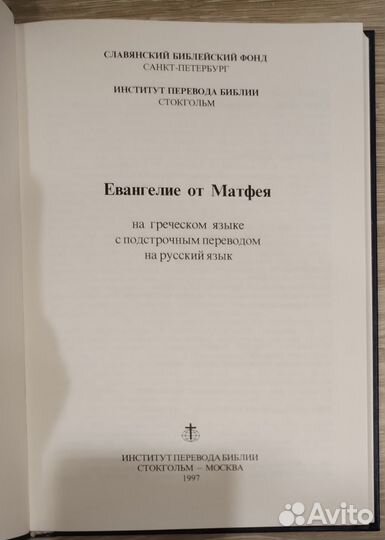 СЛАВЯНСКИЙ БИБЛЕЙСКИЙ ФОНД
САНКТ-ПЕТЕРБУРГ
ИНСТИТУТ ПЕРЕВОДА БИБЛИИ
СТОКГОЛЬМ
Евангелие от Матфея
на греческом языке
с подстрочным переводом
на русский язык
ИНСТИТУТ ПЕРЕВОДА БИБЛИИ
СТОКГОЛЬМ – МОСКВА
1997
Avito